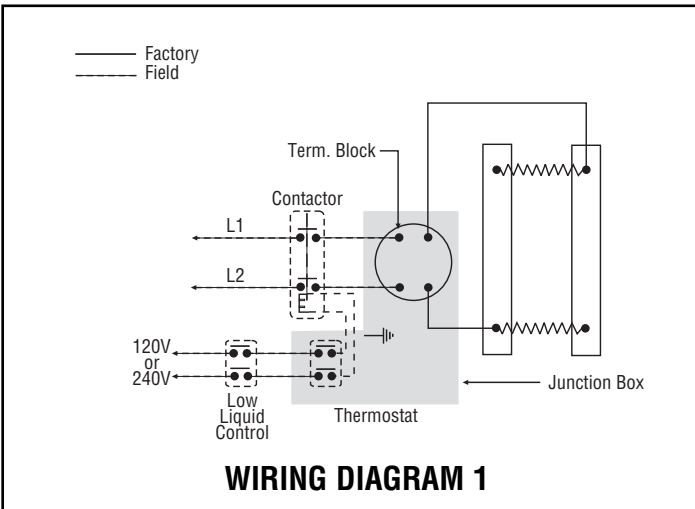 Factory
Field
Term. Block
Contactor
L1
L2
120V
or
240V
Low
Liquid
Control
Thermostat
Junction Box
WIRING DIAGRAM 1